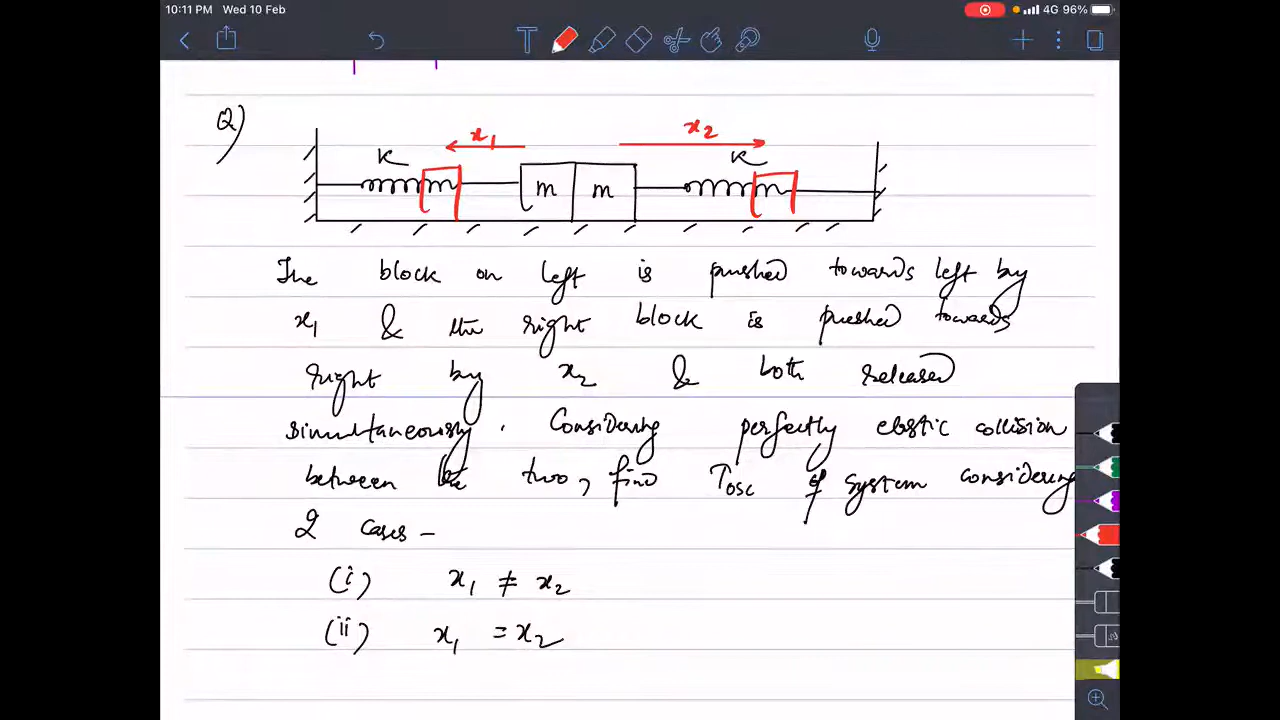 10:11 PM Wed 10 Feb 4G 96%
T
Q)
x1 x2
K K
m m
The block on left is pushed towards left by
x1 & the right block is pushed towards
right by x2 & both released
simultaneously. Considering perfectly elastic collision
between the two, find Tosc of system considering
2 cases –
(i) x1 ≠ x2
(ii) x1 = x2